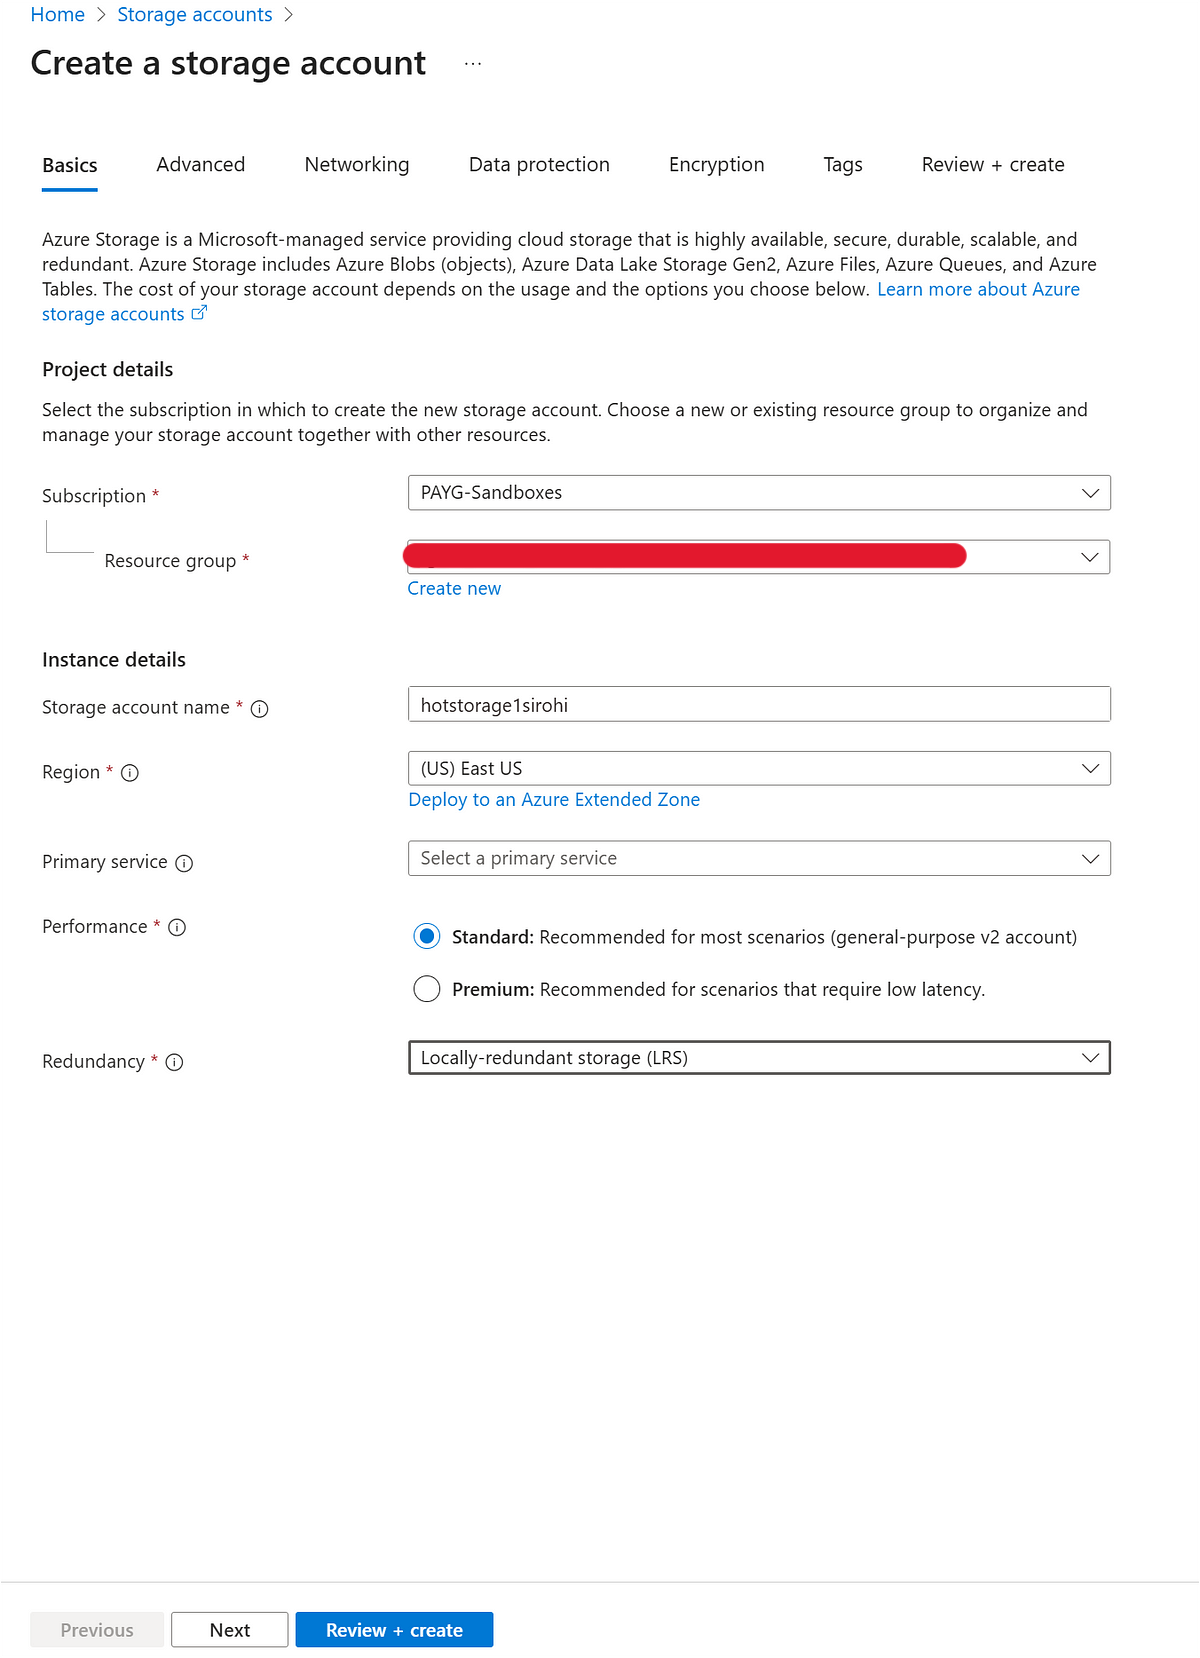 Home > Storage accounts >
Create a storage account ...
Basics Advanced Networking Data protection Encryption Tags Review + create
Azure Storage is a Microsoft-managed service providing cloud storage that is highly available, secure, durable, scalable, and
redundant. Azure Storage includes Azure Blobs (objects), Azure Data Lake Storage Gen2, Azure Files, Azure Queues, and Azure
Tables. The cost of your storage account depends on the usage and the options you choose below. Learn more about Azure
storage accounts
Project details
Select the subscription in which to create the new storage account. Choose a new or existing resource group to organize and
manage your storage account together with other resources.
Subscription * PAYG-Sandboxes
Resource group *
Create new
Instance details
Storage account name * hotstorage1sirohi
Region * (US) East US
Deploy to an Azure Extended Zone
Primary service Select a primary service
Performance * Standard: Recommended for most scenarios (general-purpose v2 account)
Premium: Recommended for scenarios that require low latency.
Redundancy * Locally-redundant storage (LRS)
Previous Next Review + create